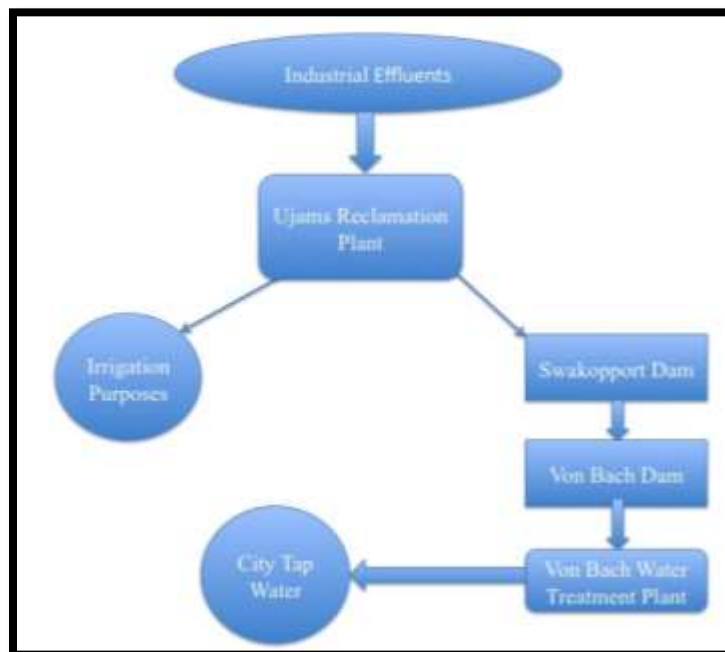 Industrial Effluents
Ujams Reclamation
Plant
Irrigation
Purposes
Swakopport Dam
Von Bach Dam
City Tap
Water
Von Bach Water
Treatment Plant